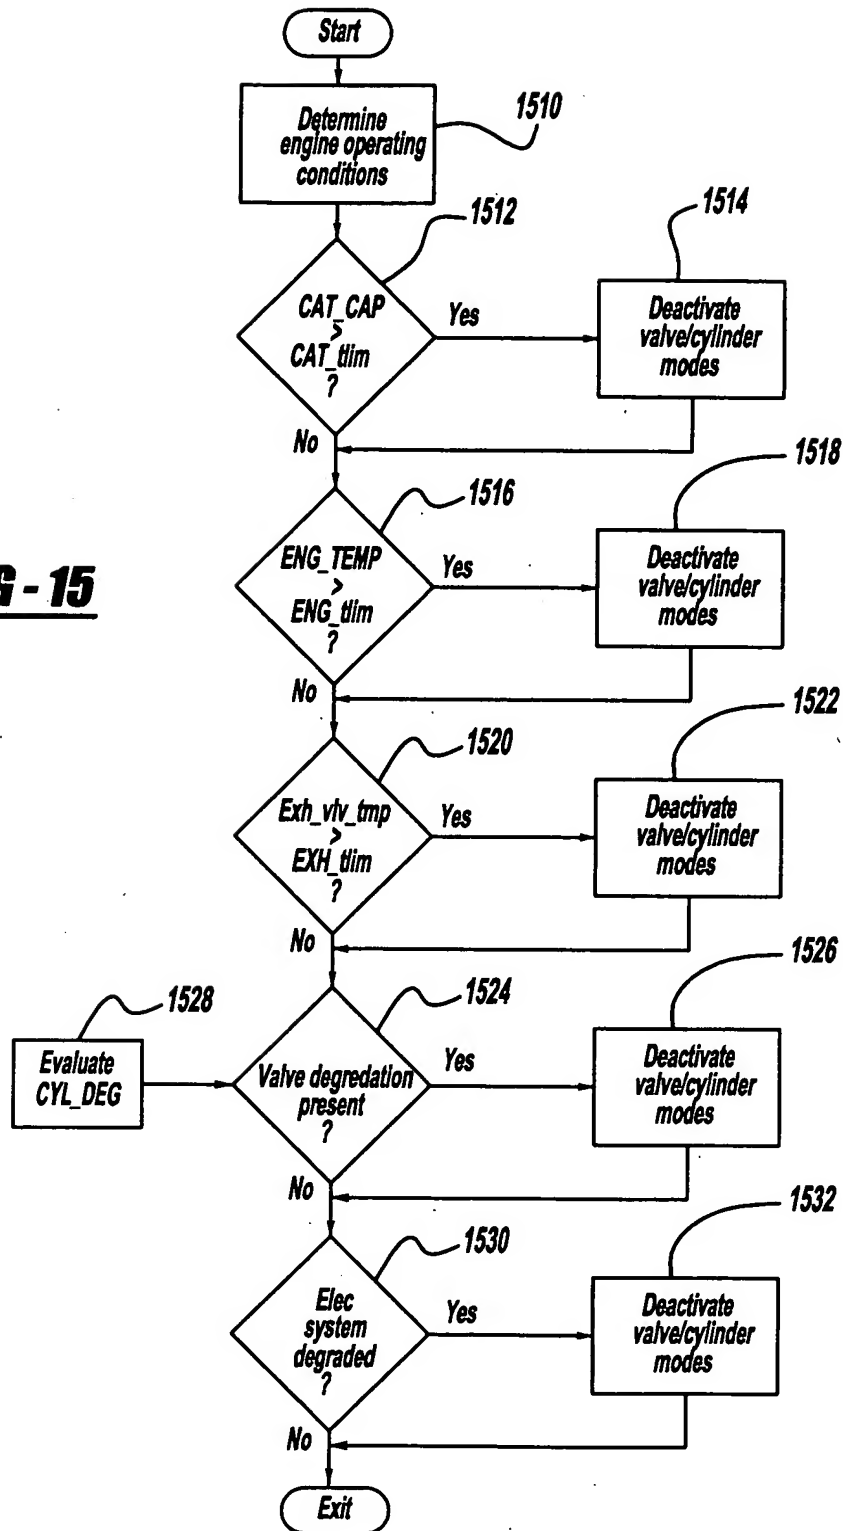 Start
1510
Determine
engine operating
conditions
1512
1514
CAT_CAP
>
CAT_tlim
?
Yes
Deactivate
valve/cylinder
modes
No
1516
1518
ENG_TEMP
>
ENG_tlim
?
Yes
Deactivate
valve/cylinder
modes
G - 15
No
1520
1522
Exh_vlv_tmp
>
EXH_tlim
?
Yes
Deactivate
valve/cylinder
modes
No
1528
1524
1526
Evaluate
CYL_DEG
Valve degredation
present
?
Yes
Deactivate
valve/cylinder
modes
No
1530
1532
Elec
system
degraded
?
Yes
Deactivate
valve/cylinder
modes
No
Exit